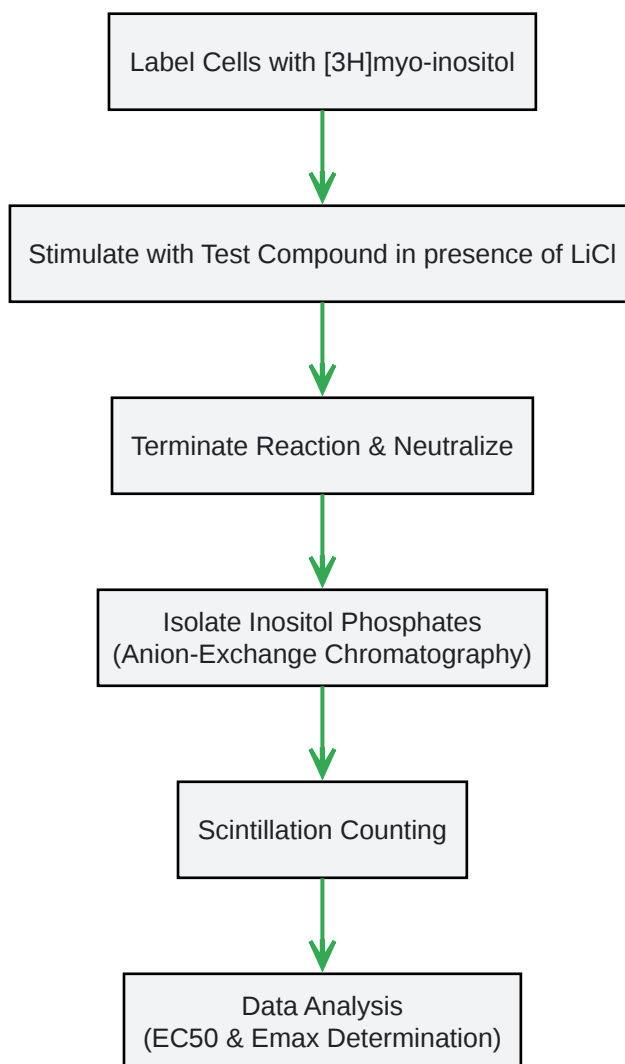 Label Cells with [3H]myo-inositol
Stimulate with Test Compound in presence of LiCl
Terminate Reaction & Neutralize
Isolate Inositol Phosphates
(Anion-Exchange Chromatography)
Scintillation Counting
Data Analysis
(EC50 & Emax Determination)